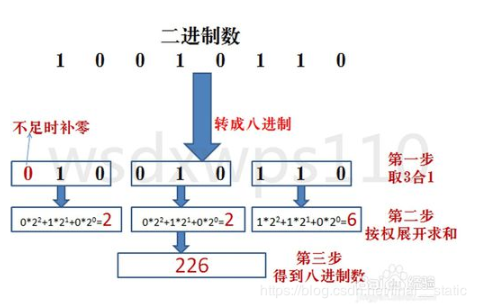 二进制数
1 0 0 1 0 1 1 0
转成八进制
不足时补零
wsdxwps110
0 1 0
0 1 0
1 1 0
第一步
取3合1
0*2²+1*2¹+0*2⁰=2
0*2²+1*2¹+0*2⁰=2
1*2²+1*2¹+0*2⁰=6
第二步
按权展开求和
226
第三步
得到八进制数